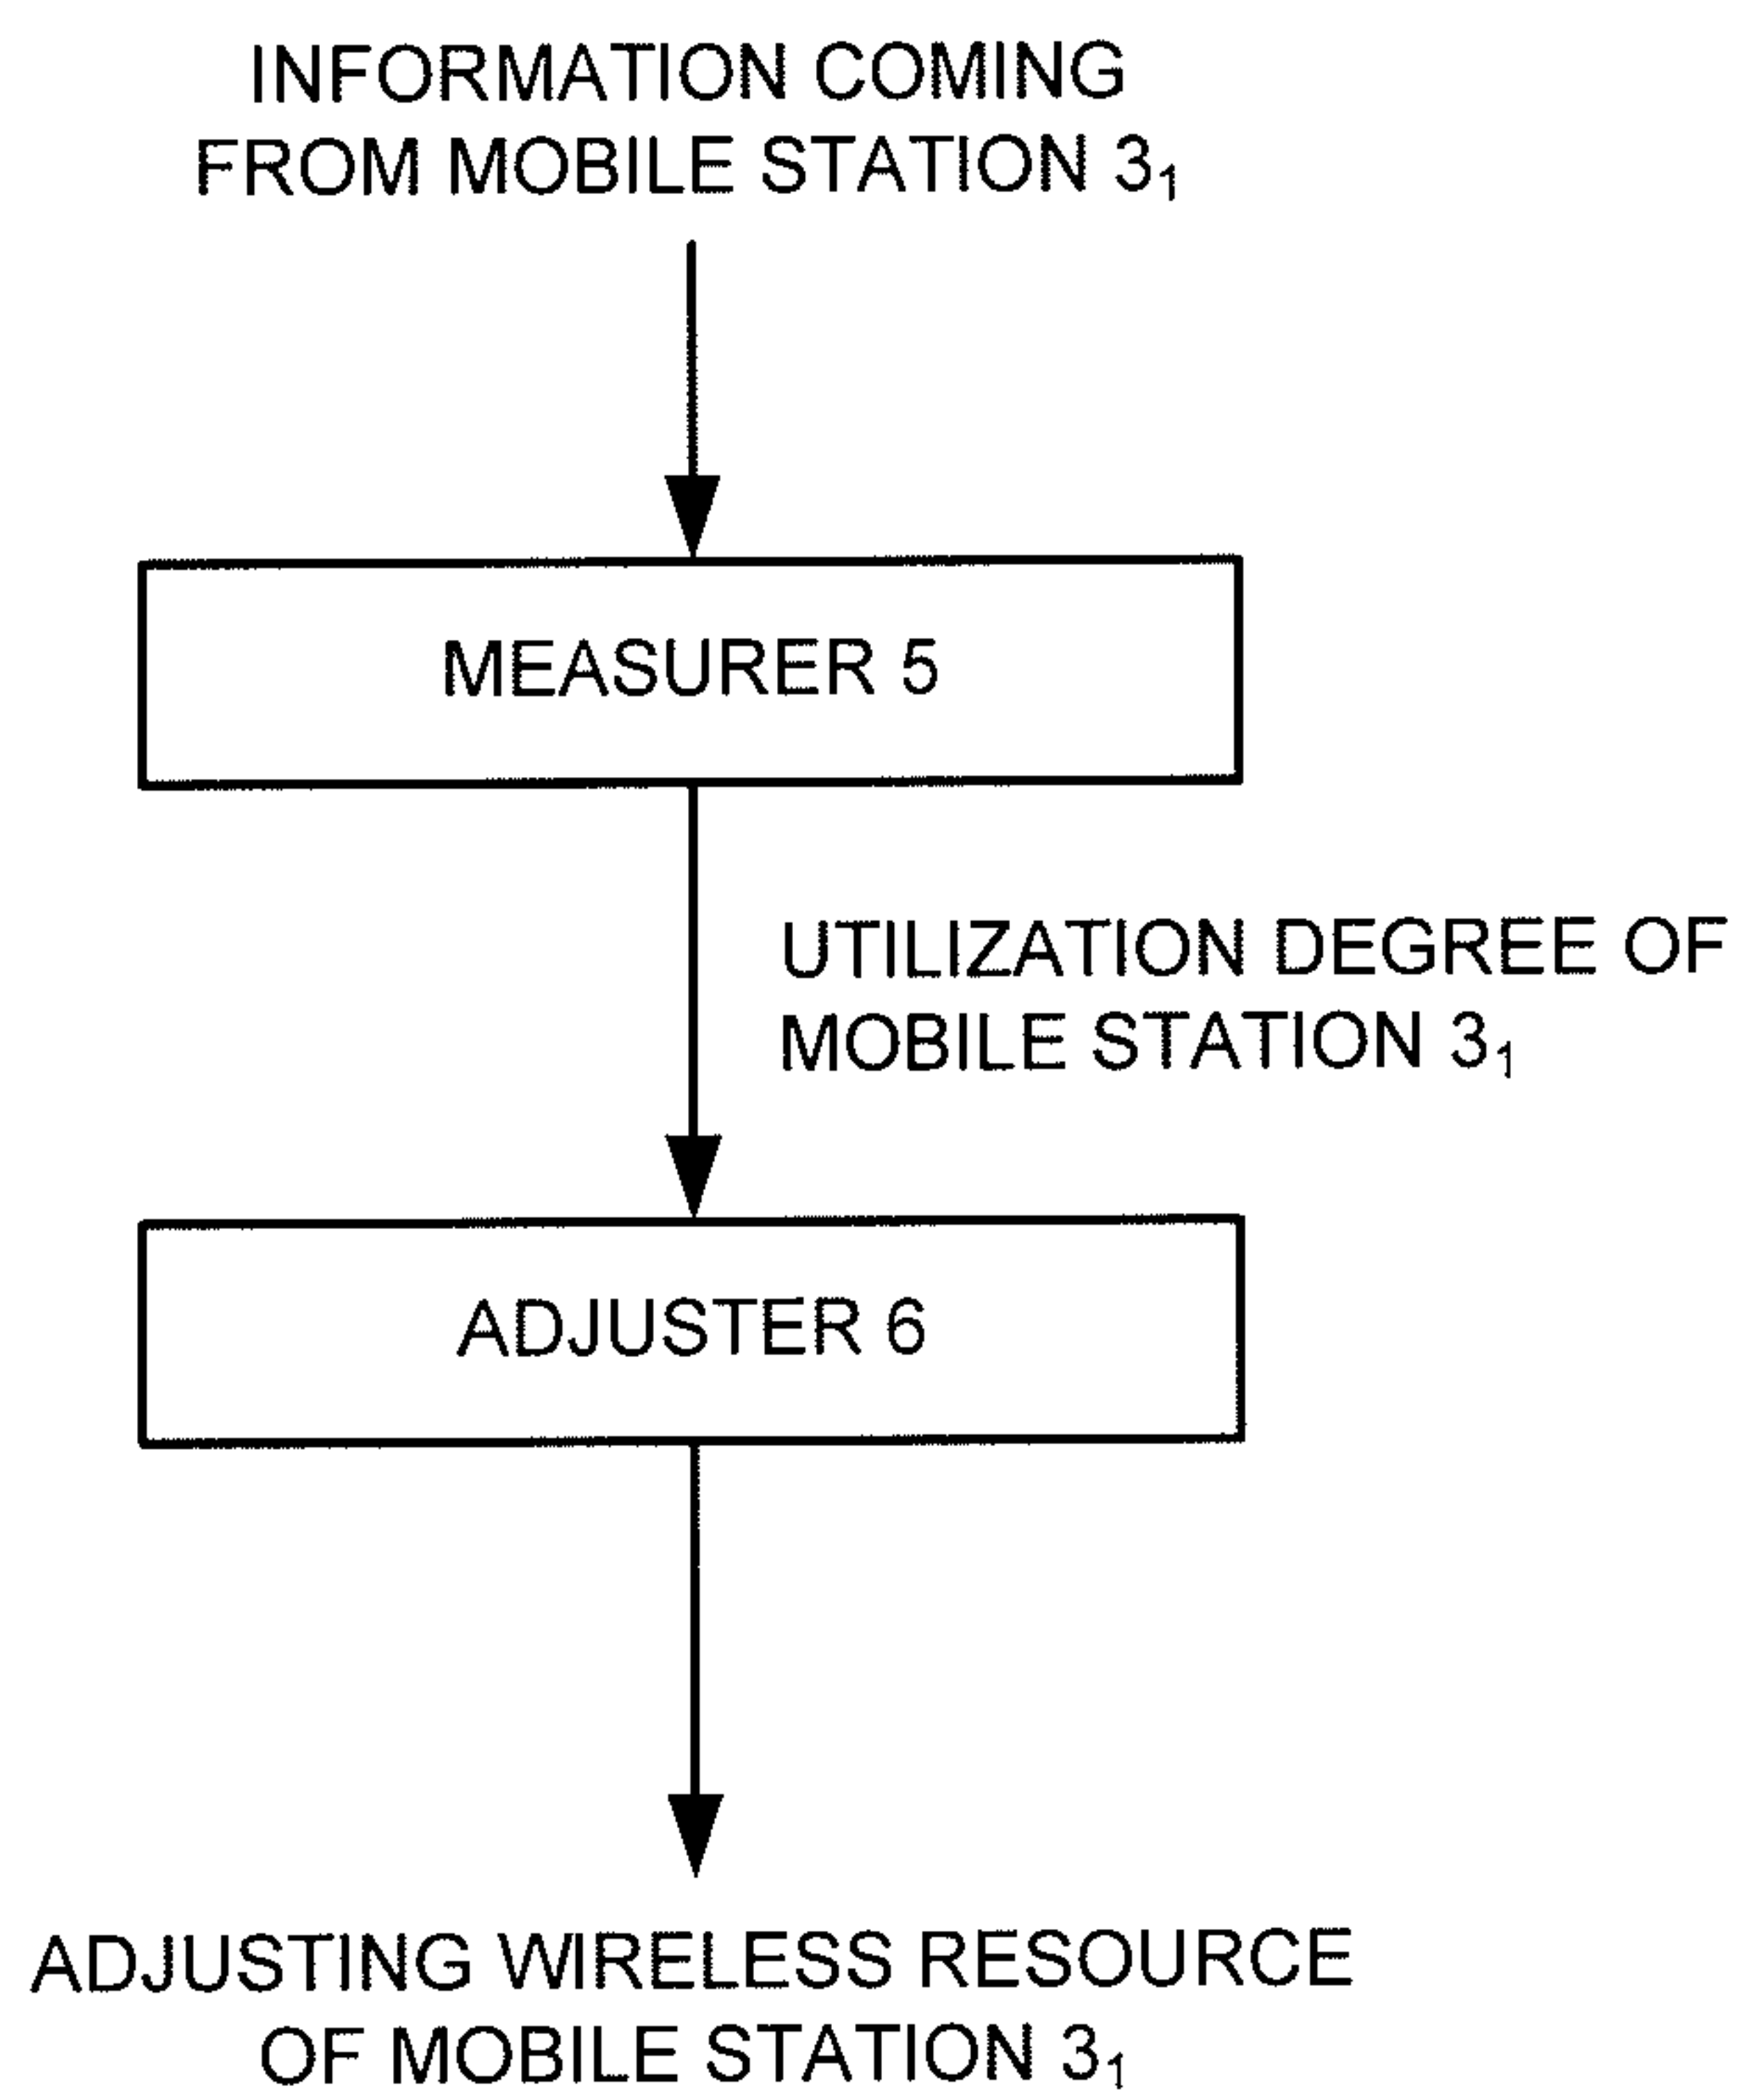 INFORMATION COMING
FROM MOBILE STATION 3₁
MEASURER 5
UTILIZATION DEGREE OF
MOBILE STATION 3₁
ADJUSTER 6
ADJUSTING WIRELESS RESOURCE
OF MOBILE STATION 3₁